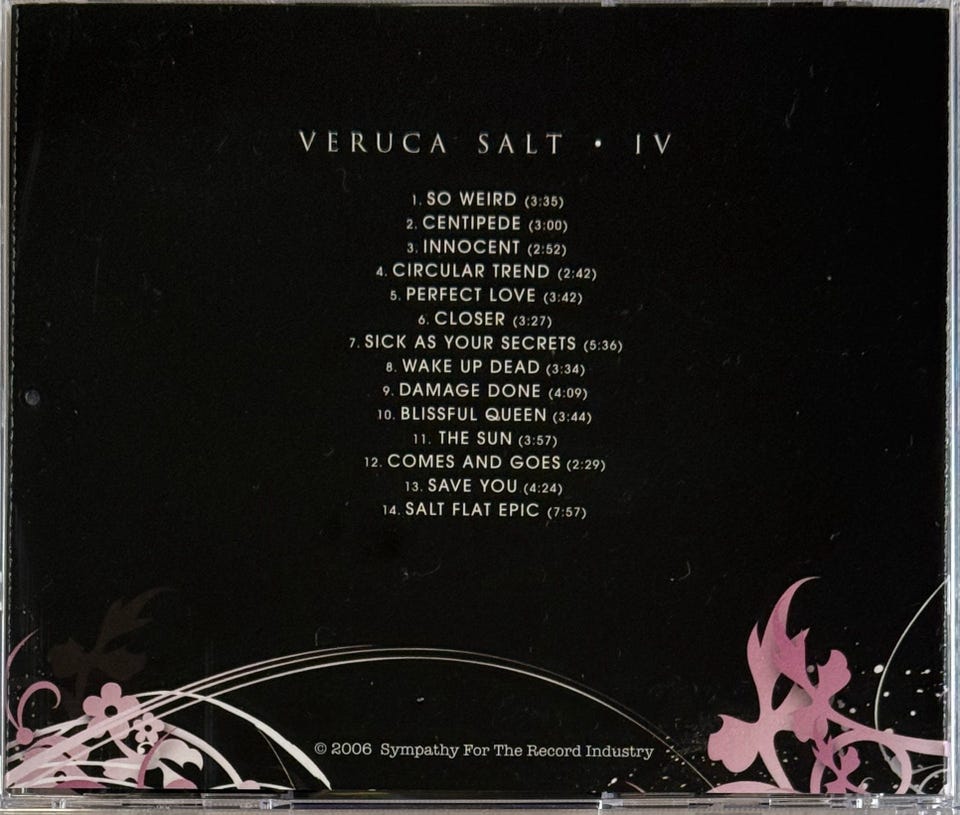 VERUCA SALT • IV
1. SO WEIRD (3:35)
2. CENTIPEDE (3:00)
3. INNOCENT (2:52)
4. CIRCULAR TREND (2:42)
5. PERFECT LOVE (3:42)
6. CLOSER (3:27)
7. SICK AS YOUR SECRETS (5:36)
8. WAKE UP DEAD (3:34)
9. DAMAGE DONE (4:09)
10. BLISSFUL QUEEN (3:44)
11. THE SUN (3:57)
12. COMES AND GOES (2:29)
13. SAVE YOU (4:24)
14. SALT FLAT EPIC (7:57)
© 2006 Sympathy For The Record Industry